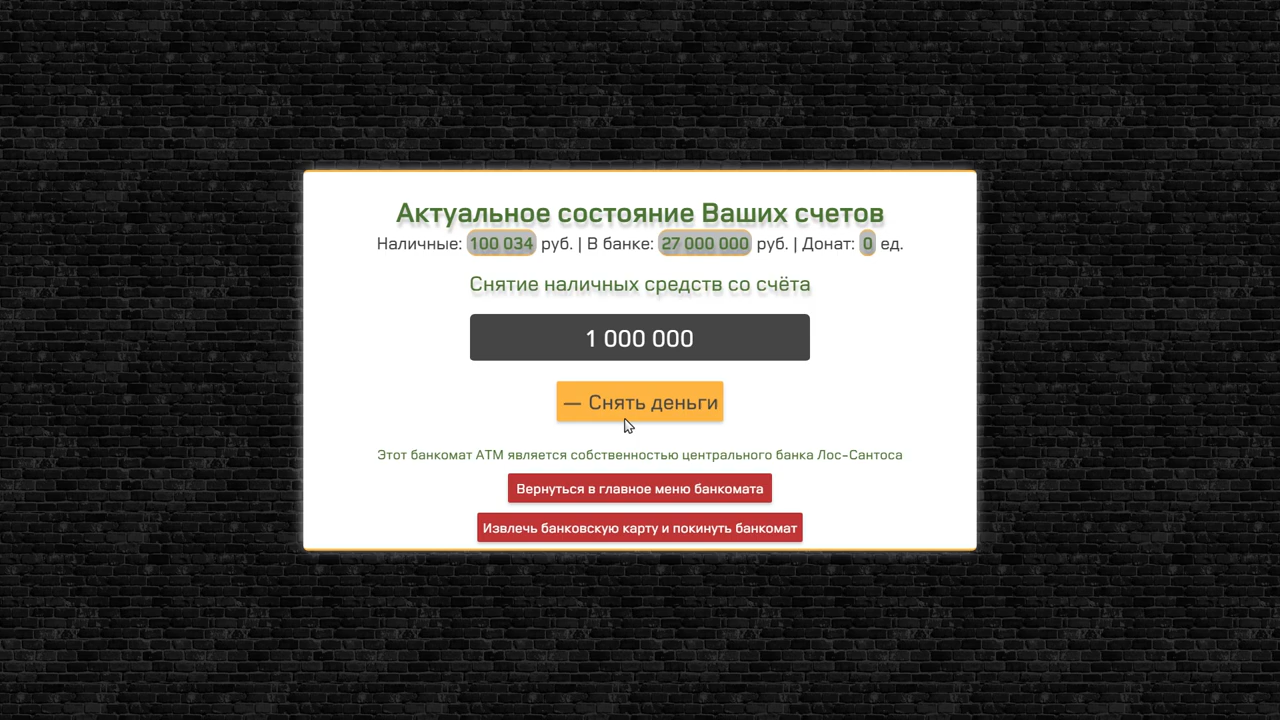 Актуальное состояние Ваших счетов
Наличные: 100 034 руб. | В банке: 27 000 000 руб. | Донат: 0 ед.
Снятие наличных средств со счёта
1 000 000
— Снять деньги
Этот банкомат АТМ является собственностью центрального банка Лос-Сантоса
Вернуться в главное меню банкомата
Извлечь банковскую карту и покинуть банкомат